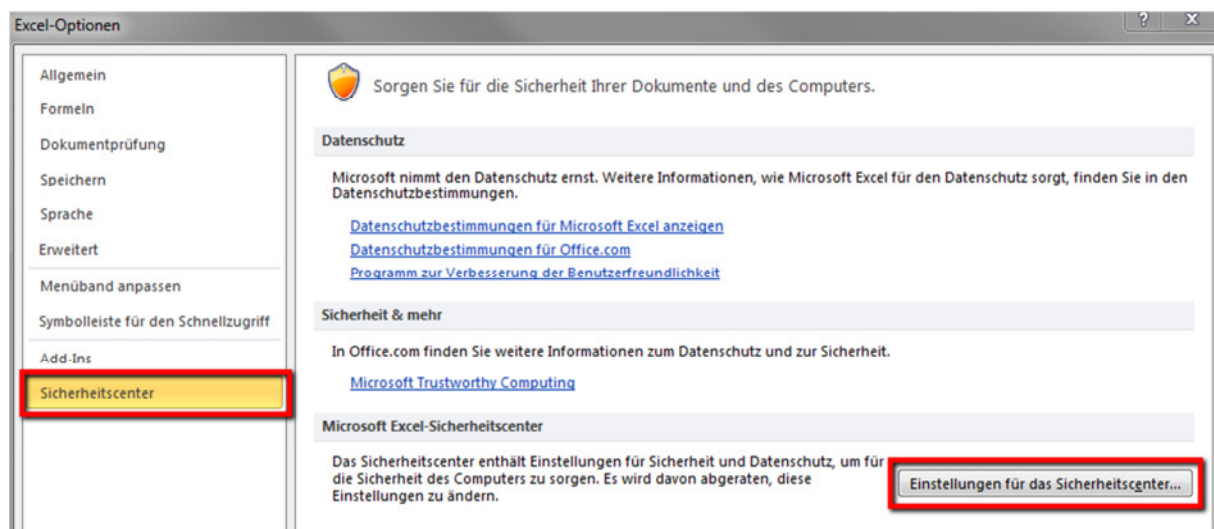 Excel-Optionen
?
X
Allgemein
Formeln
Dokumentprüfung
Speichern
Sprache
Erweitert
Menüband anpassen
Symbolleiste für den Schnellzugriff
Add-Ins
Sicherheitscenter
Sorgen Sie für die Sicherheit Ihrer Dokumente und des Computers.
Datenschutz
Microsoft nimmt den Datenschutz ernst. Weitere Informationen, wie Microsoft Excel für den Datenschutz sorgt, finden Sie in den
Datenschutzbestimmungen.
Datenschutzbestimmungen für Microsoft Excel anzeigen
Datenschutzbestimmungen für Office.com
Programm zur Verbesserung der Benutzerfreundlichkeit
Sicherheit & mehr
In Office.com finden Sie weitere Informationen zum Datenschutz und zur Sicherheit.
Microsoft Trustworthy Computing
Microsoft Excel-Sicherheitscenter
Das Sicherheitscenter enthält Einstellungen für Sicherheit und Datenschutz, um für
die Sicherheit des Computers zu sorgen. Es wird davon abgeraten, diese
Einstellungen zu ändern.
Einstellungen für das Sicherheitscenter...